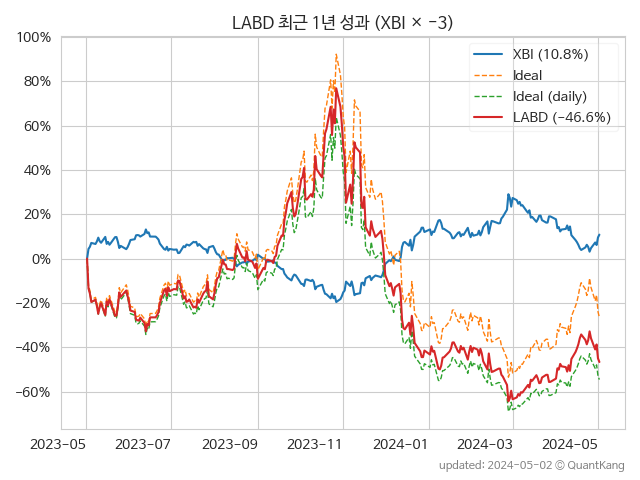 LABD 최근 1년 성과 (XBI × −3)
100%
80%
60%
40%
20%
0%
−20%
−40%
−60%
XBI (10.8%)
Ideal
Ideal (daily)
LABD (−46.6%)
2023-05
2023-07
2023-09
2023-11
2024-01
2024-03
2024-05
updated: 2024-05-02 © QuantKang